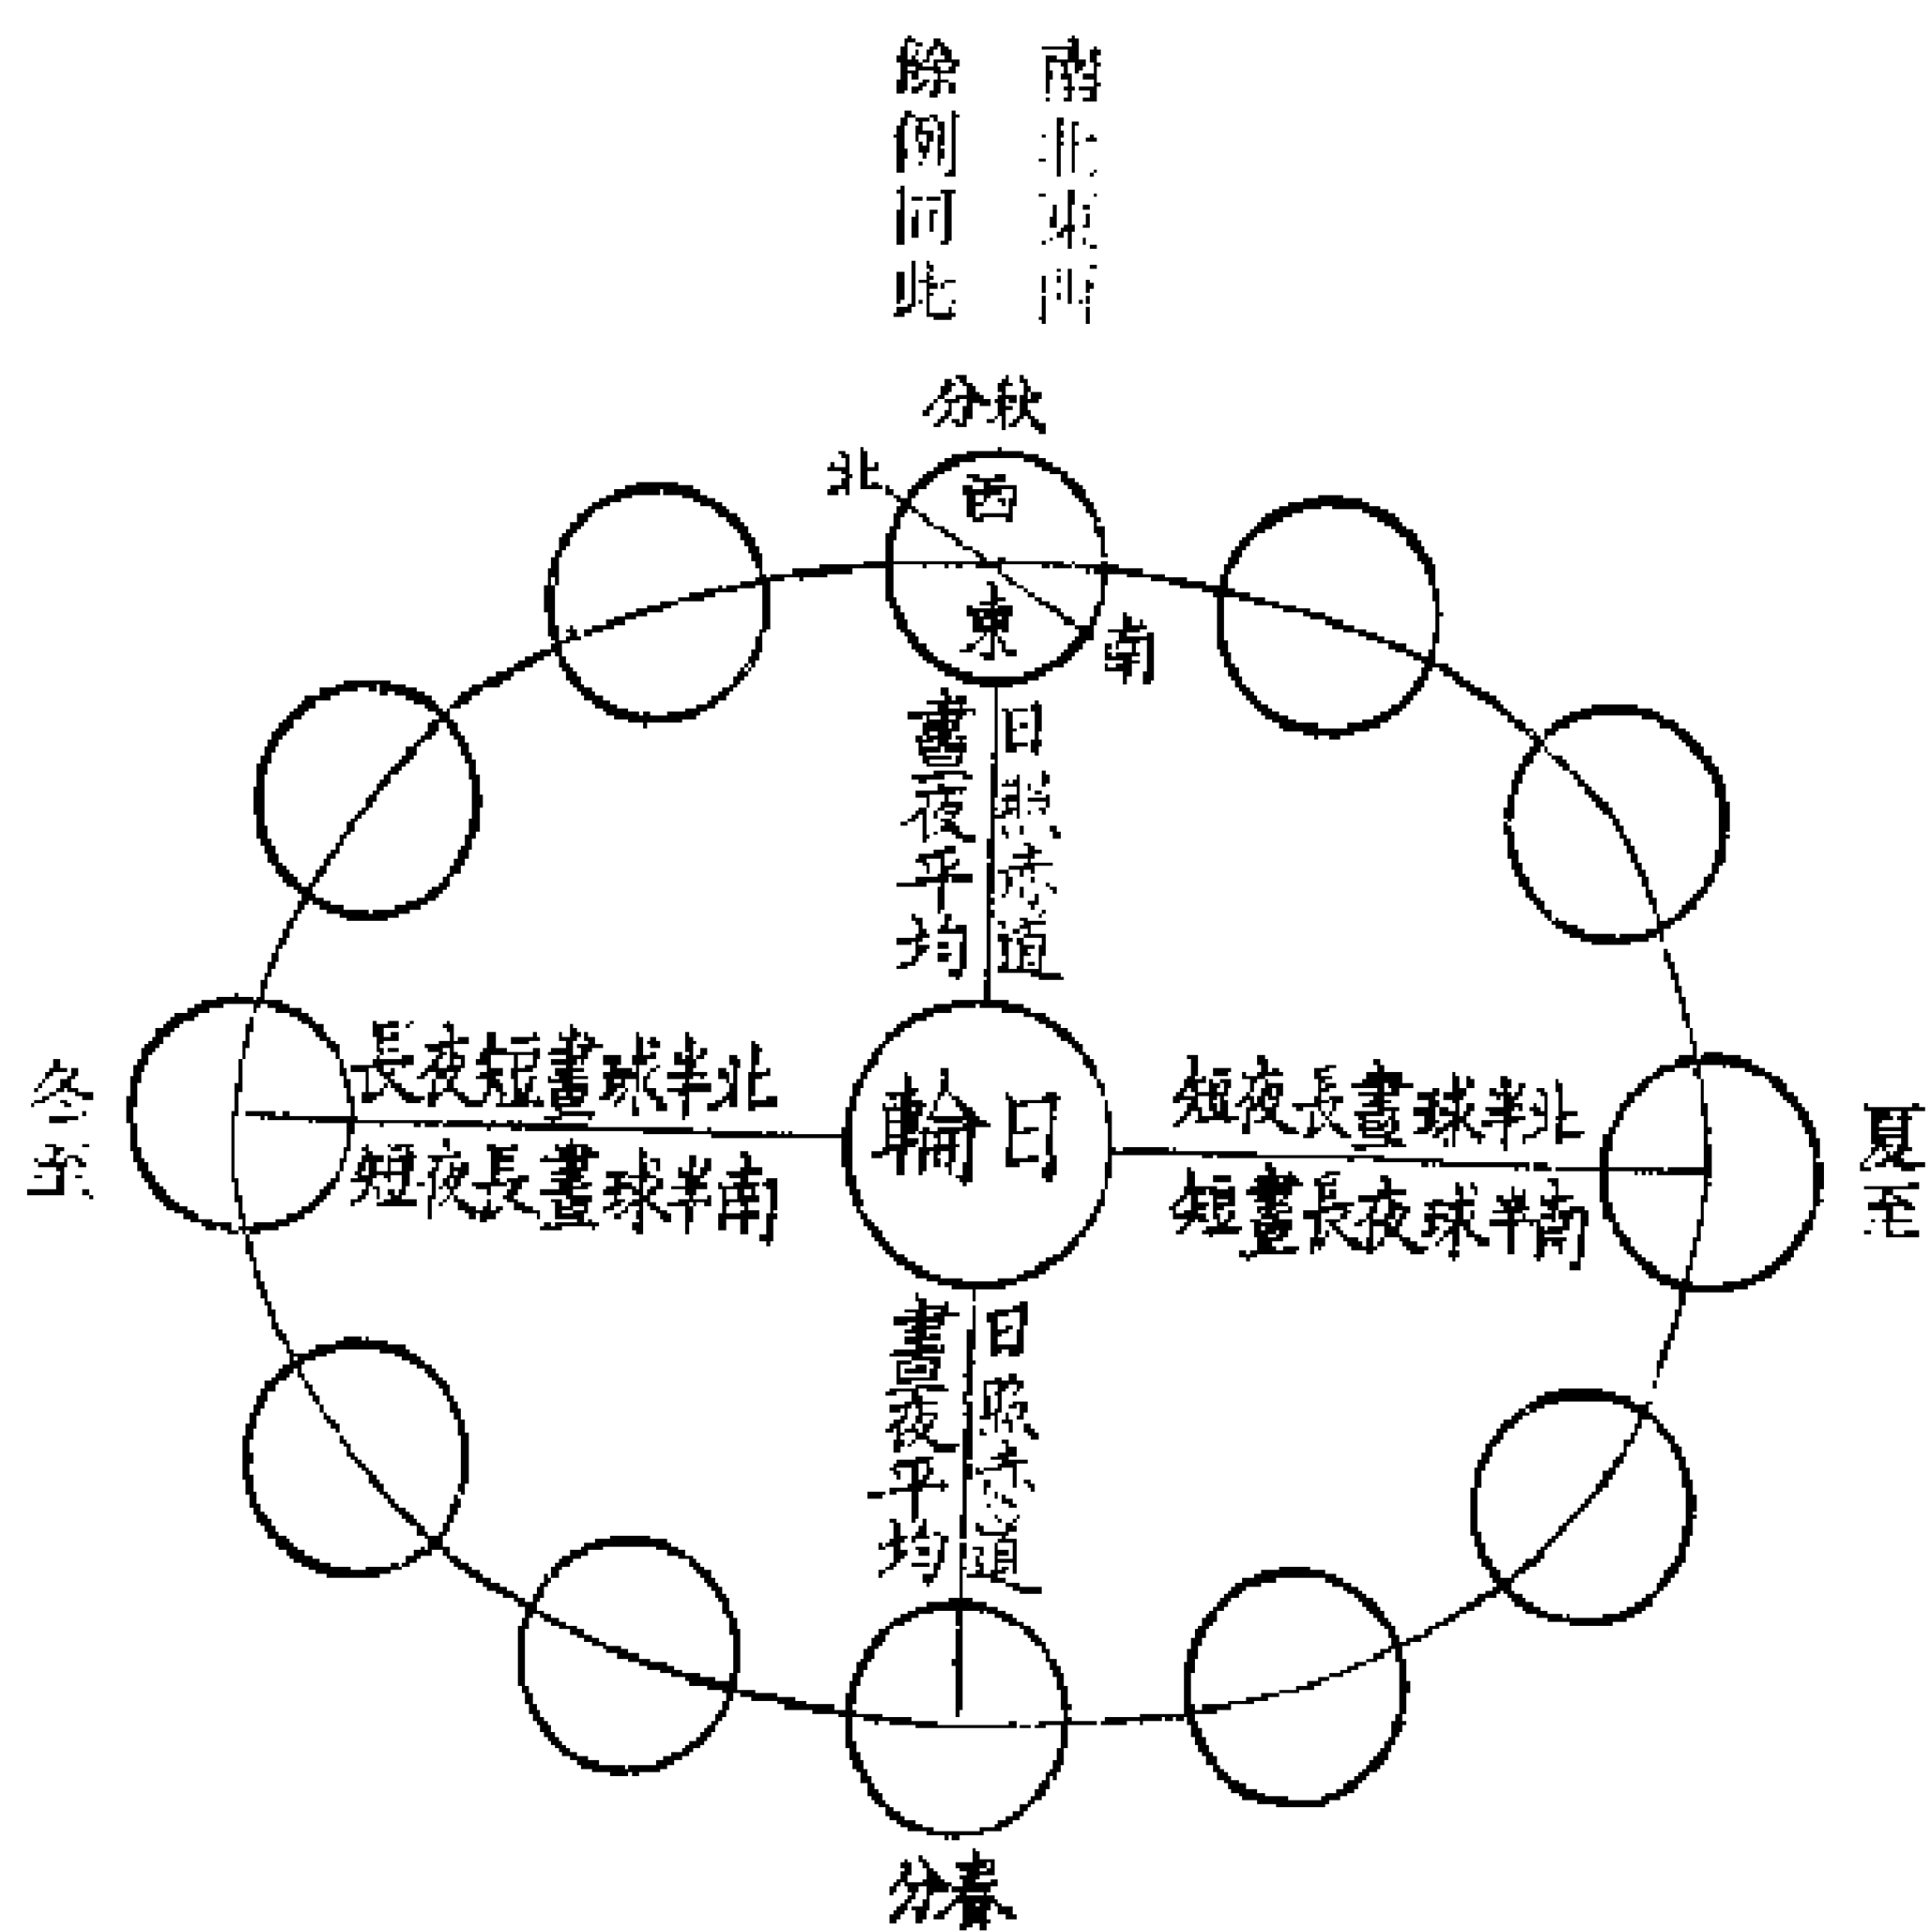 南北東西
餘例同此
秋分
北
西
東
南
日照赤道
晝夜平均
夏至
北半球晝長夜短
南半球夜長晝短
日輪
北半球晝短夜長
南半球晝長夜短
冬至
日照赤道
晝夜平均
春分